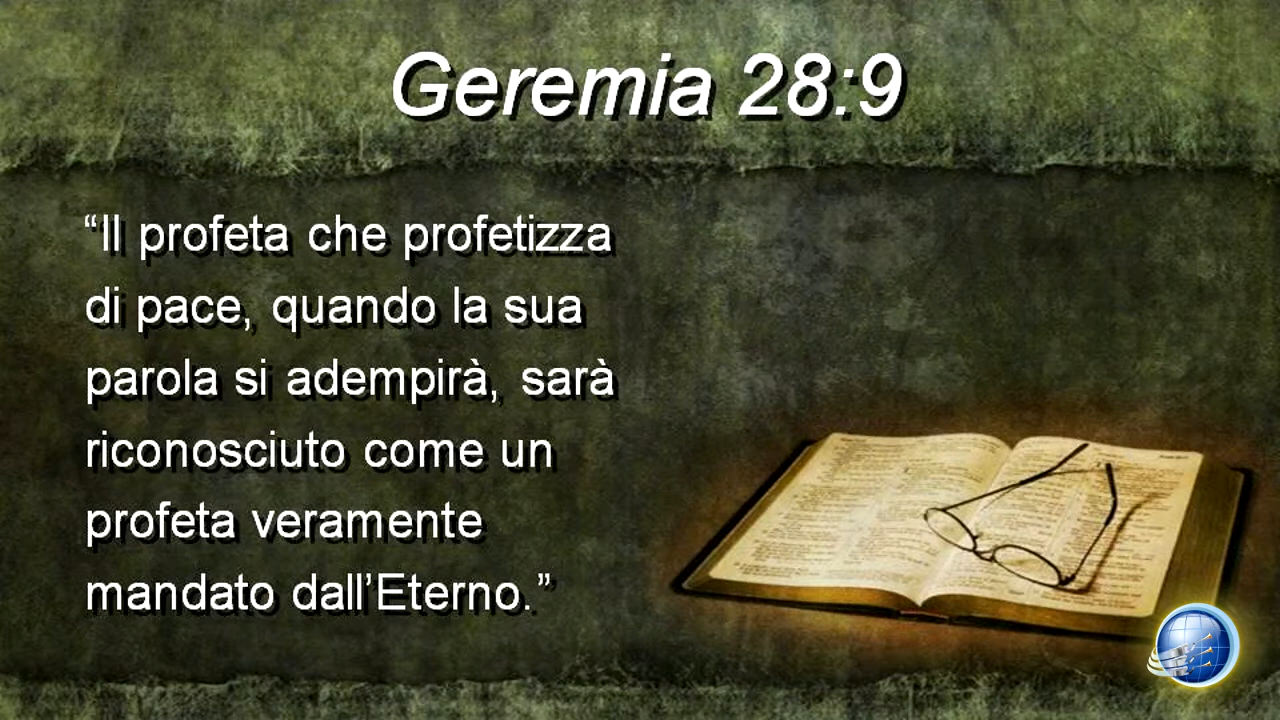 Geremia 28:9
“Il profeta che profetizza
di pace, quando la sua
parola si adempirà, sarà
riconosciuto come un
profeta veramente
mandato dall’Eterno.”